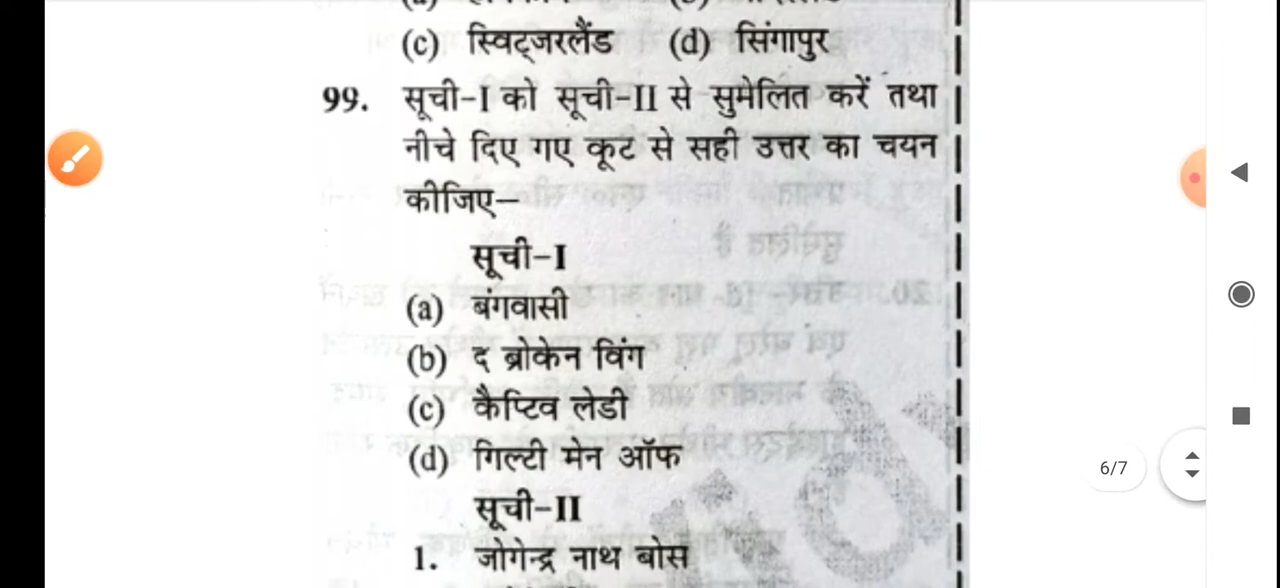 (c) स्विट्जरलैंड (d) सिंगापुर
99. सूची-I को सूची-II से सुमेलित करें तथा
नीचे दिए गए कूट से सही उत्तर का चयन
कीजिए–
सूची-I
(a) बंगवासी
(b) द ब्रोकेन विंग
(c) कैप्टिव लेडी
(d) गिल्टी मेन ऑफ
सूची-II
1. जोगेन्द्र नाथ बोस
6/7